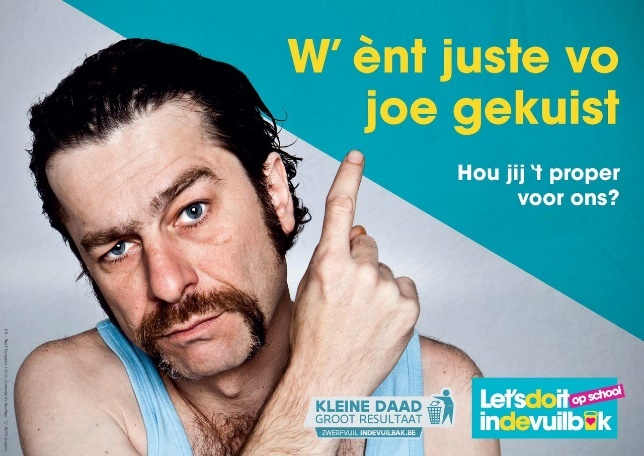 W' ènt juste vo
joe gekuist
Hou jij 't proper
voor ons?
KLEINE DAAD
GROOT RESULTAAT
ZWERFVUIL INDEVUILBAK.BE
Let'sdoit op school
indevuilbak